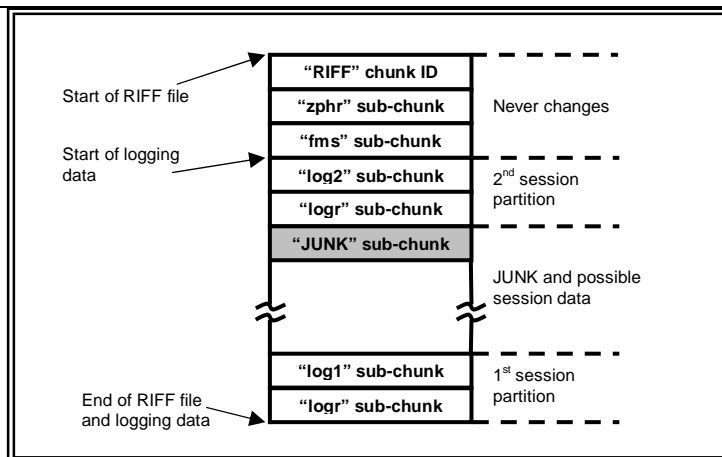 “RIFF” chunk ID
Start of RIFF file
“zphr” sub-chunk
Never changes
“fms” sub-chunk
Start of logging
data
“log2” sub-chunk
2nd session
partition
“logr” sub-chunk
“JUNK” sub-chunk
JUNK and possible
session data
“log1” sub-chunk
1st session
partition
End of RIFF file
and logging data
“logr” sub-chunk